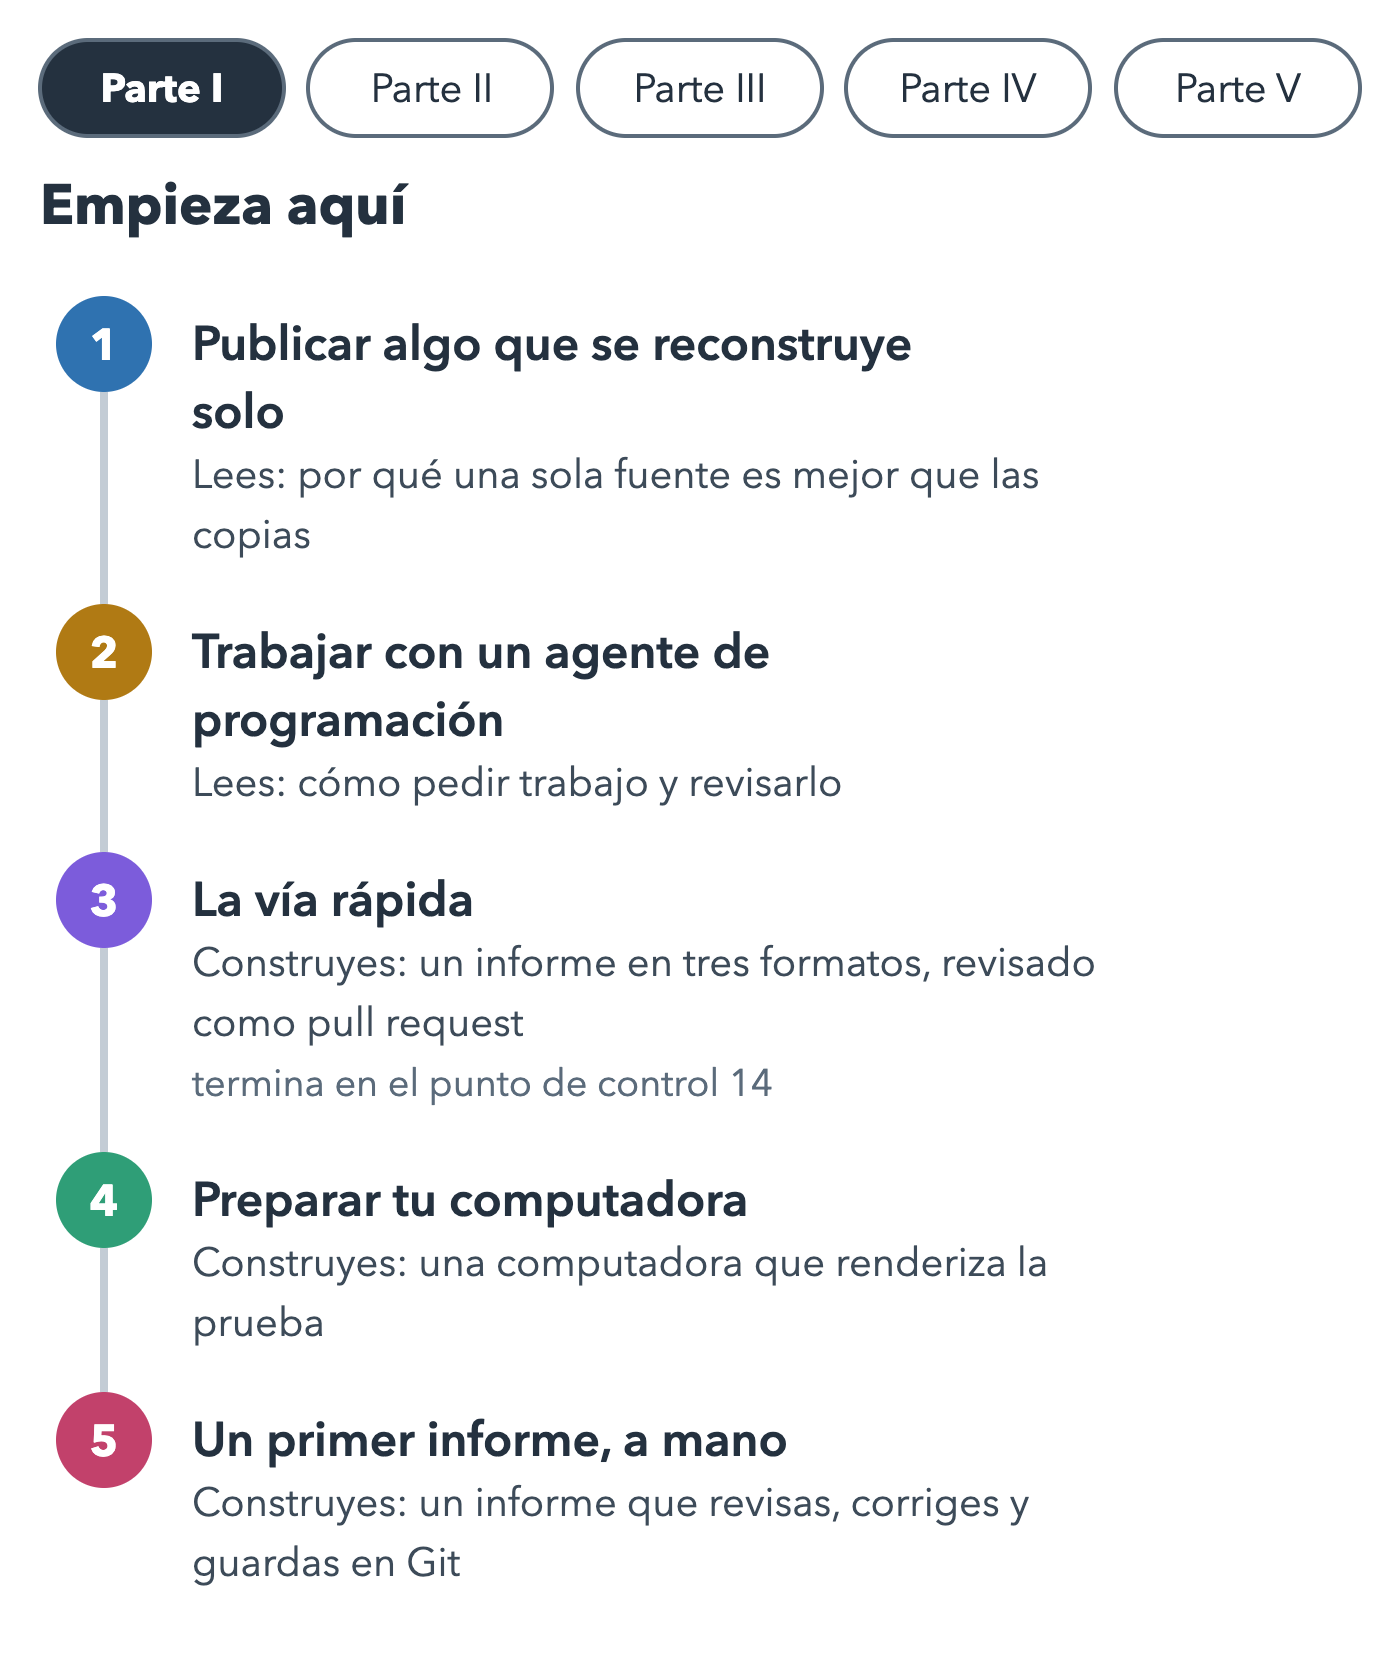 Parte I
Parte II
Parte III
Parte IV
Parte V
Empieza aquí
1
Publicar algo que se reconstruye
solo
Lees: por qué una sola fuente es mejor que las
copias
2
Trabajar con un agente de
programación
Lees: cómo pedir trabajo y revisarlo
3
La vía rápida
Construyes: un informe en tres formatos, revisado
como pull request
termina en el punto de control 14
4
Preparar tu computadora
Construyes: una computadora que renderiza la
prueba
5
Un primer informe, a mano
Construyes: un informe que revisas, corriges y
guardas en Git